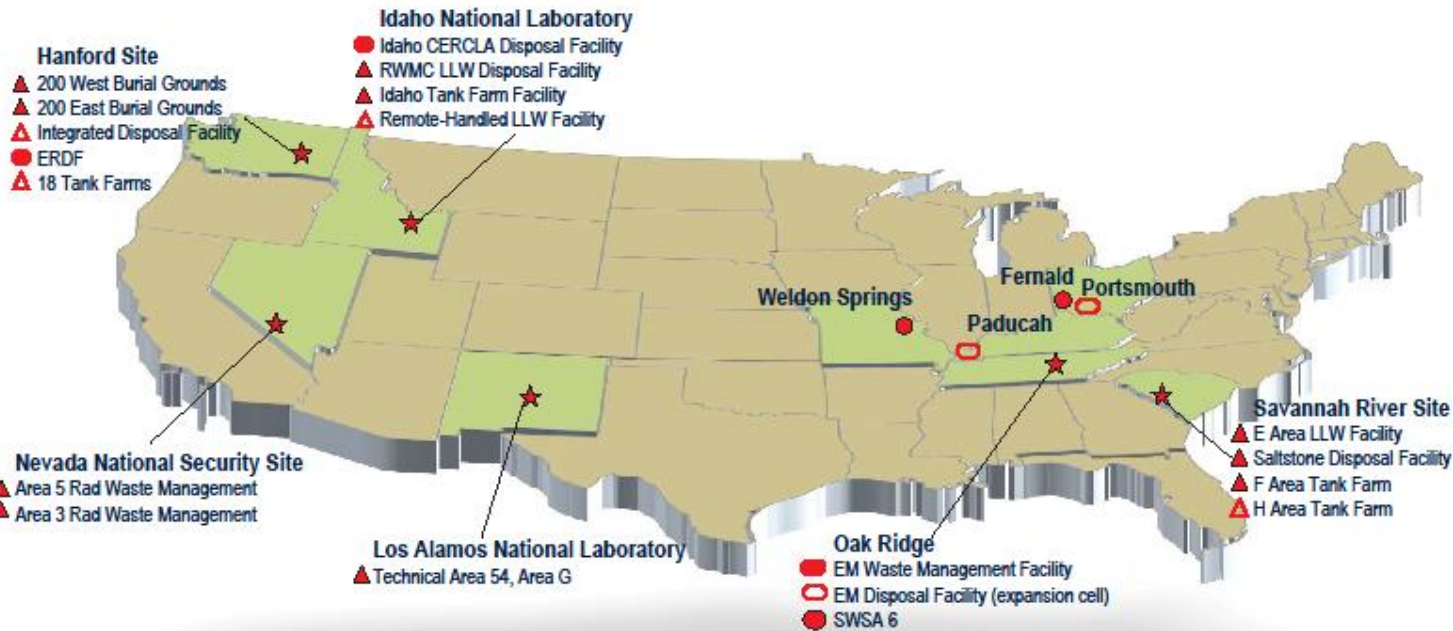 Idaho National Laboratory
Idaho CERCLA Disposal Facility
RWMC LLW Disposal Facility
Idaho Tank Farm Facility
Remote-Handled LLW Facility
Hanford Site
200 West Burial Grounds
200 East Burial Grounds
Integrated Disposal Facility
ERDF
18 Tank Farms
Fernald
Portsmouth
Weldon Springs
Paducah
Savannah River Site
E Area LLW Facility
Saltstone Disposal Facility
F Area Tank Farm
H Area Tank Farm
Nevada National Security Site
Area 5 Rad Waste Management
Area 3 Rad Waste Management
Los Alamos National Laboratory
Technical Area 54, Area G
Oak Ridge
EM Waste Management Facility
EM Disposal Facility (expansion cell)
SWSA 6